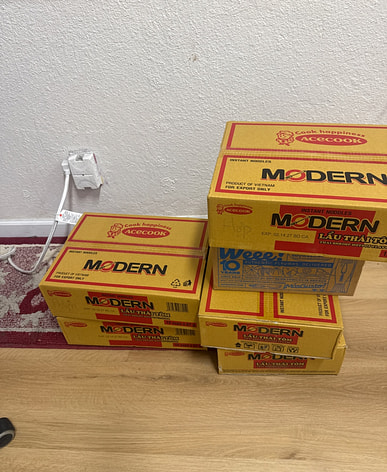 Cook happiness
ACECOOK
INSTANT NOODLES
MODERN
PRODUCT OF VIETNAM
FOR EXPORT ONLY
ACECOOK
INSTANT NOODLES
MODERN
LẨU THÁI TÔM
Weee!
Cook happiness
ACECOOK
MODERN
PRODUCT OF VIETNAM
FOR EXPORT ONLY
MODERN
LẨU THÁI TÔM
MODERN
LẨU THÁI TÔM
MODERN
LẨU THÁI TÔM
MODERN
LẨU THÁI TÔM